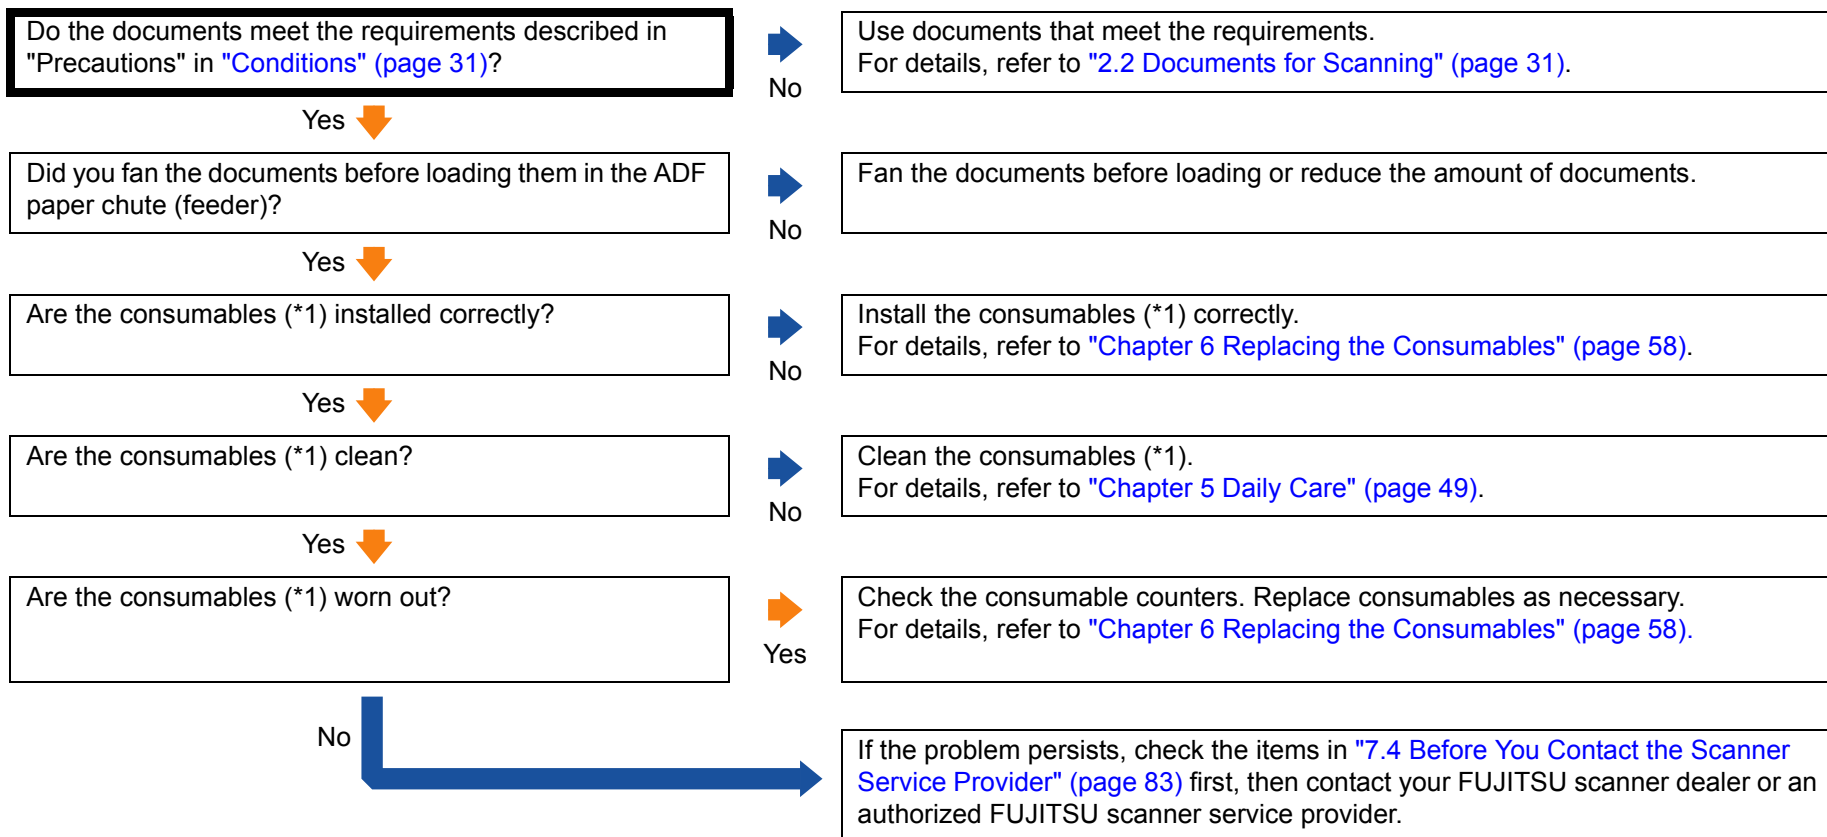 Do the documents meet the requirements described in
"Precautions" in "Conditions" (page 31)?
No
Use documents that meet the requirements.
For details, refer to "2.2 Documents for Scanning" (page 31).
Yes
Did you fan the documents before loading them in the ADF
paper chute (feeder)?
No
Fan the documents before loading or reduce the amount of documents.
Yes
Are the consumables (*1) installed correctly?
No
Install the consumables (*1) correctly.
For details, refer to "Chapter 6 Replacing the Consumables" (page 58).
Yes
Are the consumables (*1) clean?
No
Clean the consumables (*1).
For details, refer to "Chapter 5 Daily Care" (page 49).
Yes
Are the consumables (*1) worn out?
Yes
Check the consumable counters. Replace consumables as necessary.
For details, refer to "Chapter 6 Replacing the Consumables" (page 58).
No
If the problem persists, check the items in "7.4 Before You Contact the Scanner
Service Provider" (page 83) first, then contact your FUJITSU scanner dealer or an
authorized FUJITSU scanner service provider.